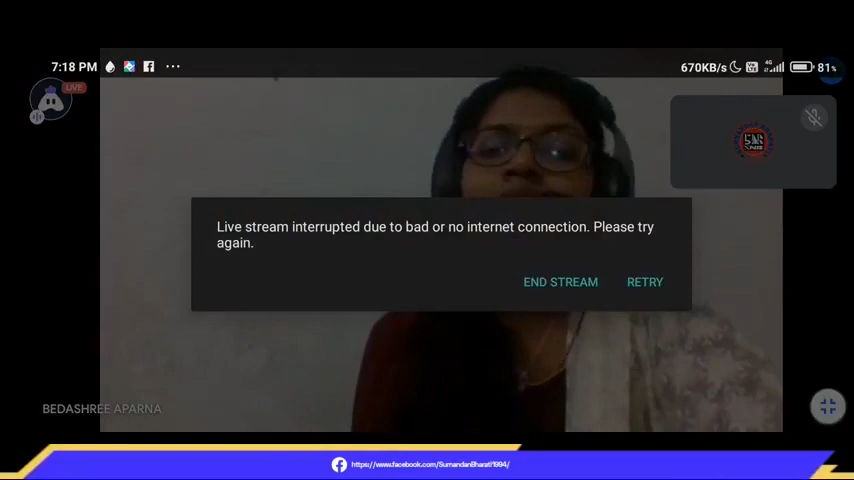 7:18 PM
670KB/s
81%
LIVE
Live stream interrupted due to bad or no internet connection. Please try
again.
END STREAM
RETRY
BEDASHREE APARNA
https://www.facebook.com/SumandanBharati1994/